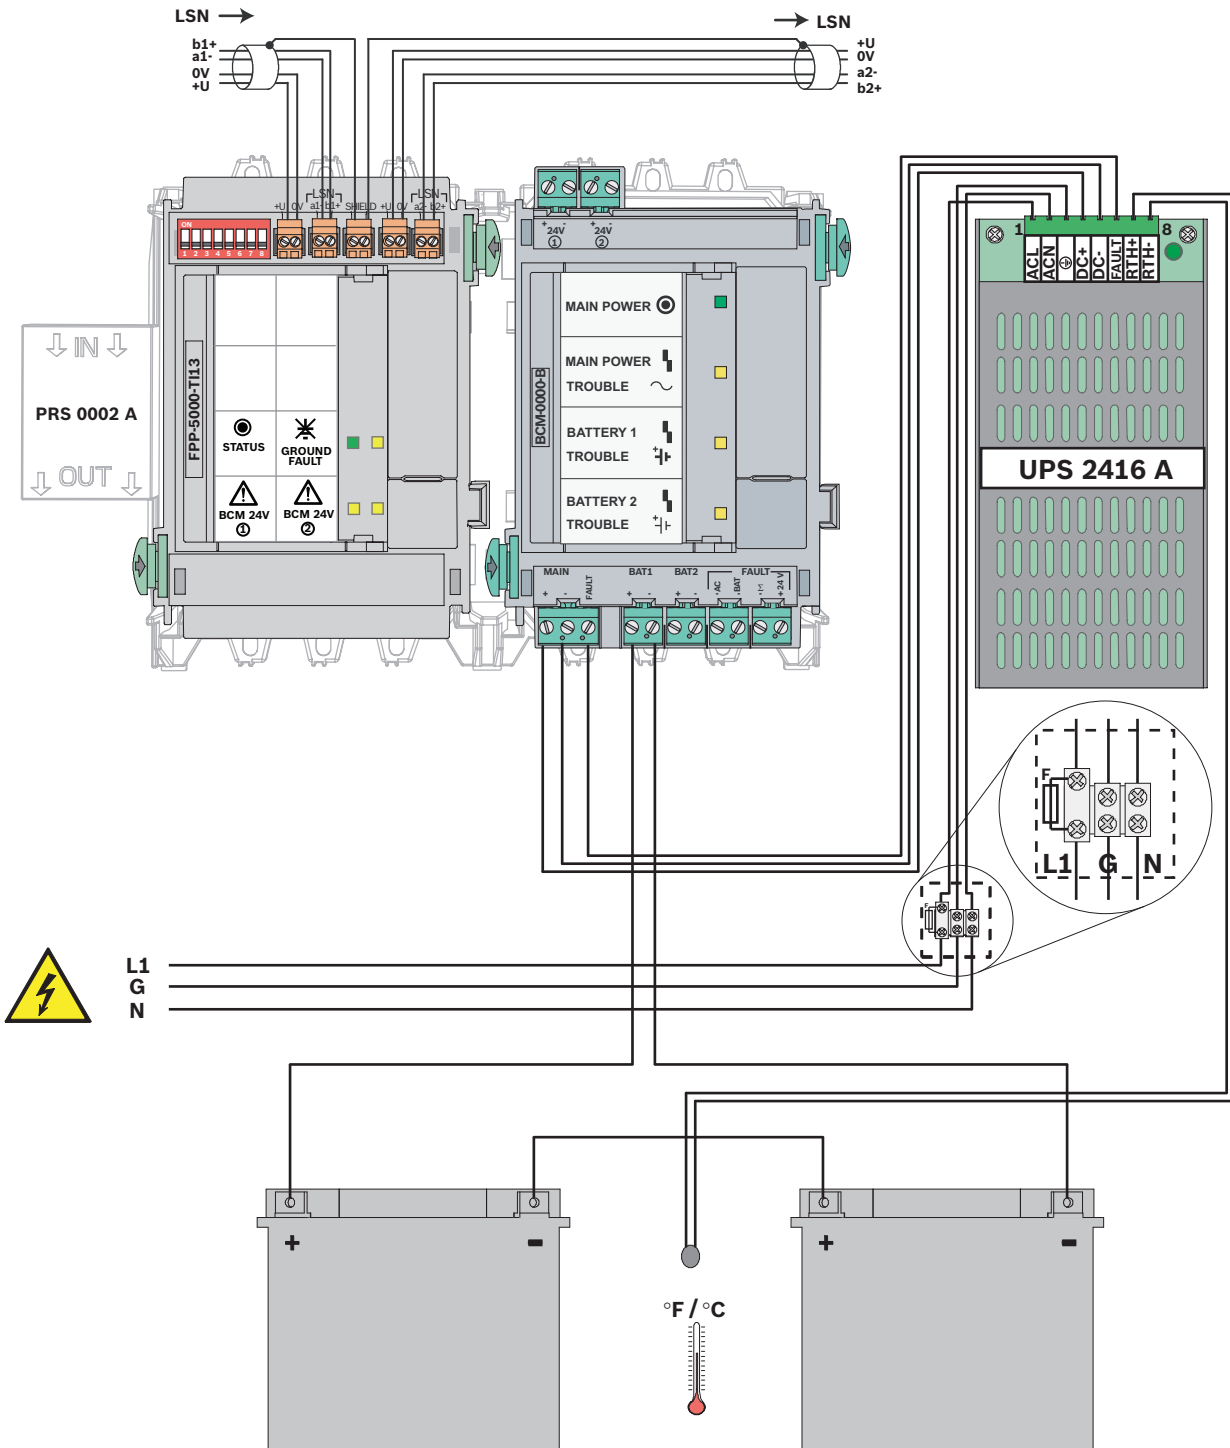 LSN
LSN
b1+
a1-
0V
+U
+U
0V
a2-
b2+
LSN
LSN
+U 0V a1- b1+ SHIELD +U 0V a2- b2+
ON
1 2 3 4 5 6 7 8
+ - + -
24V 24V
1 2
1 8
ACL
ACN
DC+
DC-
FAULT
RTH+
RTH-
IN
PRS 0002 A
OUT
FPP-5000-TI13
STATUS
GROUND
FAULT
BCM 24V
1
BCM 24V
2
BCM-0000-B
MAIN POWER
MAIN POWER
TROUBLE
BATTERY 1
TROUBLE
BATTERY 2
TROUBLE
UPS 2416 A
MAIN BAT1 BAT2 FAULT
+ - FAULT + - + - -AC -BAT +24 V
F
L1 G N
F
L1
G
N
+ -
+ -
°F / °C